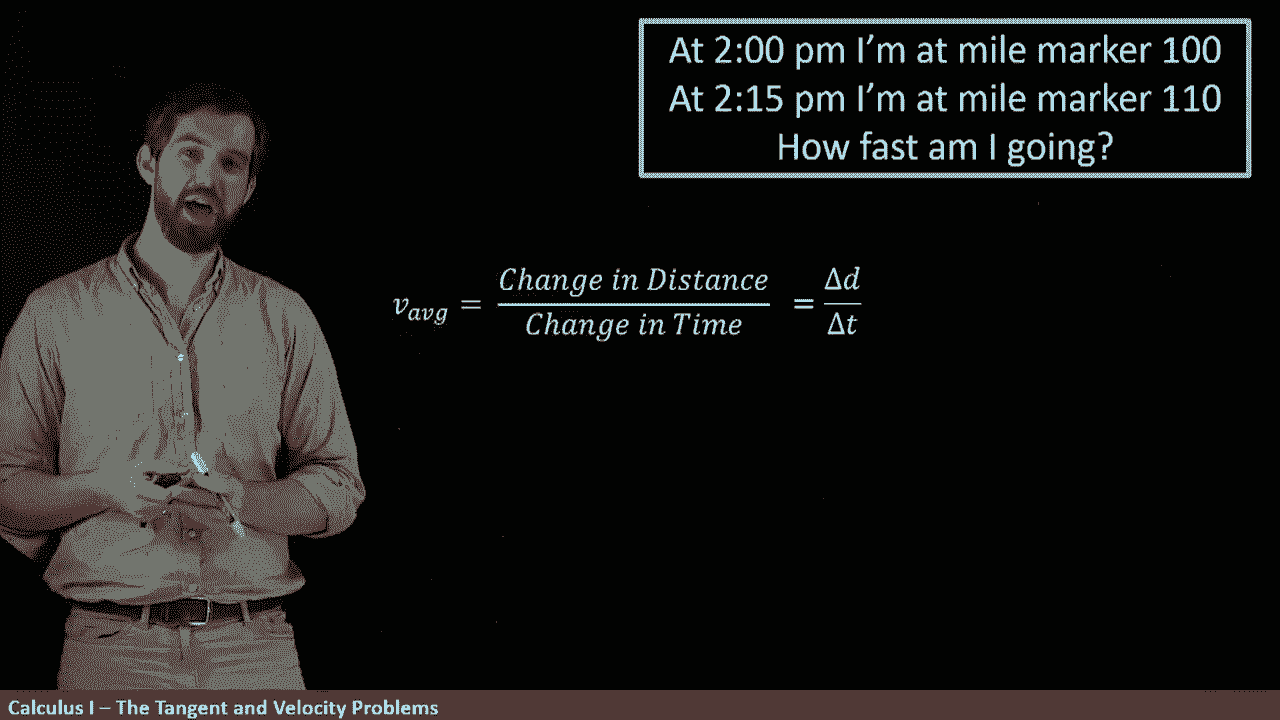 At 2:00 pm I’m at mile marker 100
At 2:15 pm I’m at mile marker 110
How fast am I going?
v_avg = Change in Distance / Change in Time = Δd / Δt
Calculus I – The Tangent and Velocity Problems